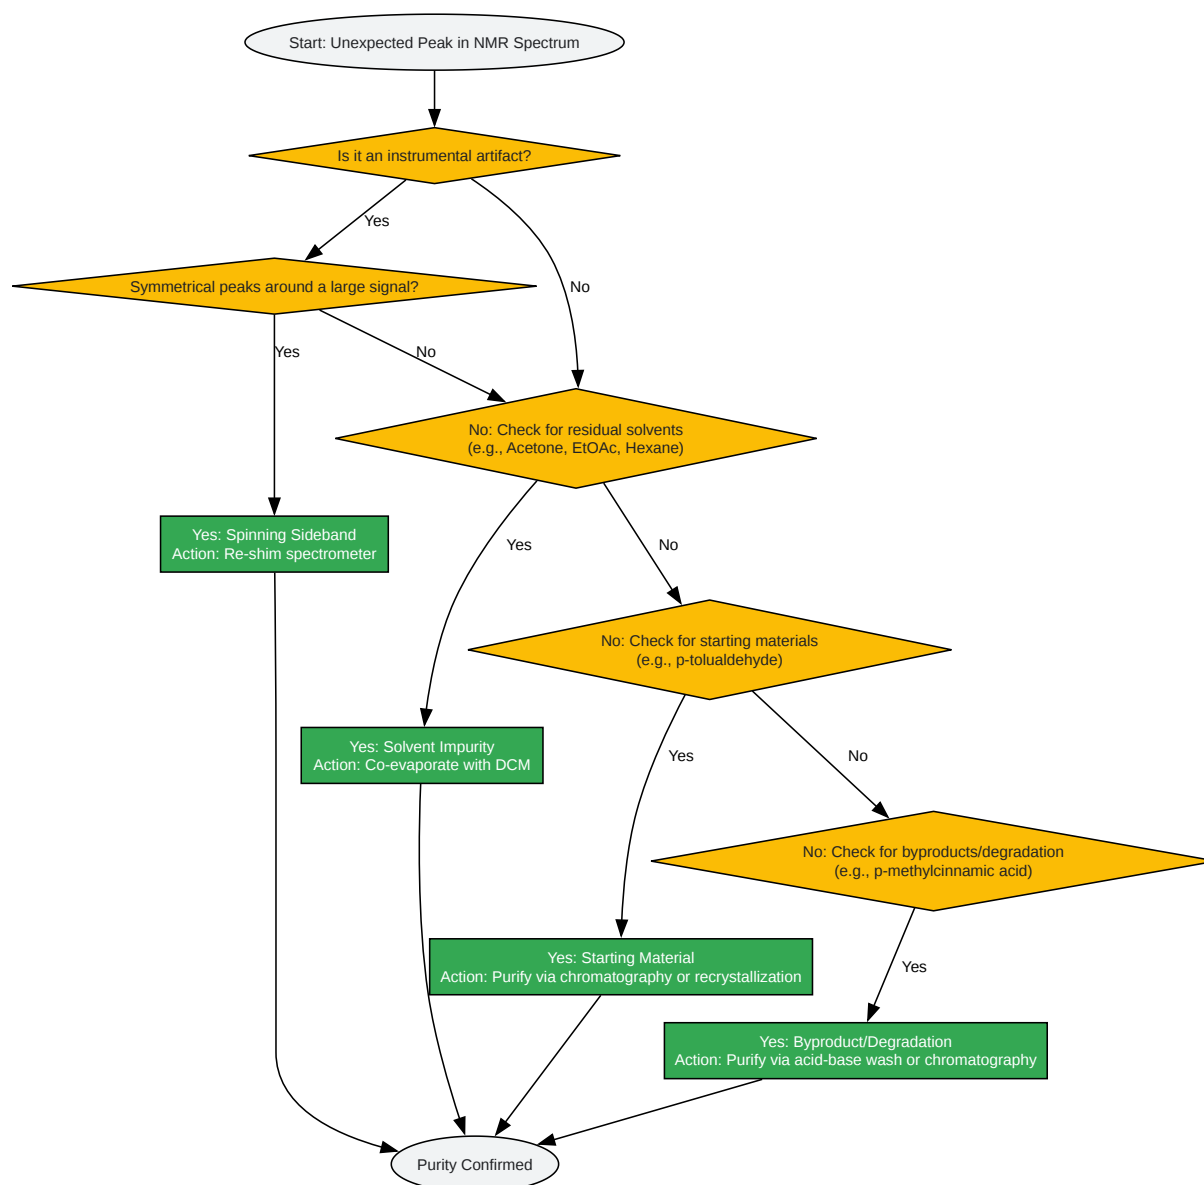 Start: Unexpected Peak in NMR Spectrum
Is it an instrumental artifact?
Yes
Symmetrical peaks around a large signal?
No
Yes
No
No: Check for residual solvents
(e.g., Acetone, EtOAc, Hexane)
Yes: Spinning Sideband
Action: Re-shim spectrometer
Yes
No
No: Check for starting materials
(e.g., p-tolualdehyde)
Yes: Solvent Impurity
Action: Co-evaporate with DCM
Yes
No
No: Check for byproducts/degradation
(e.g., p-methylcinnamic acid)
Yes: Starting Material
Action: Purify via chromatography or recrystallization
Yes
Yes: Byproduct/Degradation
Action: Purify via acid-base wash or chromatography
Purity Confirmed